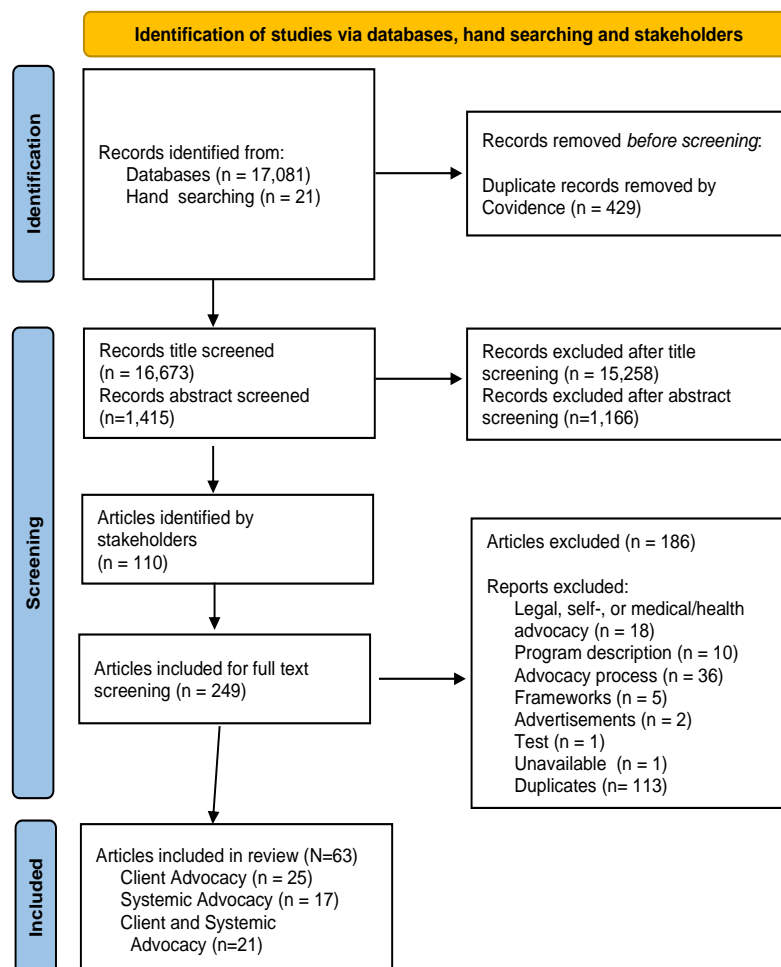 Identification of studies via databases, hand searching and stakeholders
Identification
Records identified from:
Databases (n = 17,081)
Hand searching (n = 21)
Records removed before screening:
Duplicate records removed by
Covidence (n = 429)
Screening
Records title screened
(n = 16,673)
Records abstract screened
(n=1,415)
Records excluded after title
screening (n = 15,258)
Records excluded after abstract
screening (n=1,166)
Articles identified by
stakeholders
(n = 110)
Articles included for full text
screening (n = 249)
Articles excluded (n = 186)
Reports excluded:
Legal, self-, or medical/health
advocacy (n = 18)
Program description (n = 10)
Advocacy process (n = 36)
Frameworks (n = 5)
Advertisements (n = 2)
Test (n = 1)
Unavailable (n = 1)
Duplicates (n= 113)
Included
Articles included in review (N=63)
Client Advocacy (n = 25)
Systemic Advocacy (n = 17)
Client and Systemic
Advocacy (n=21)